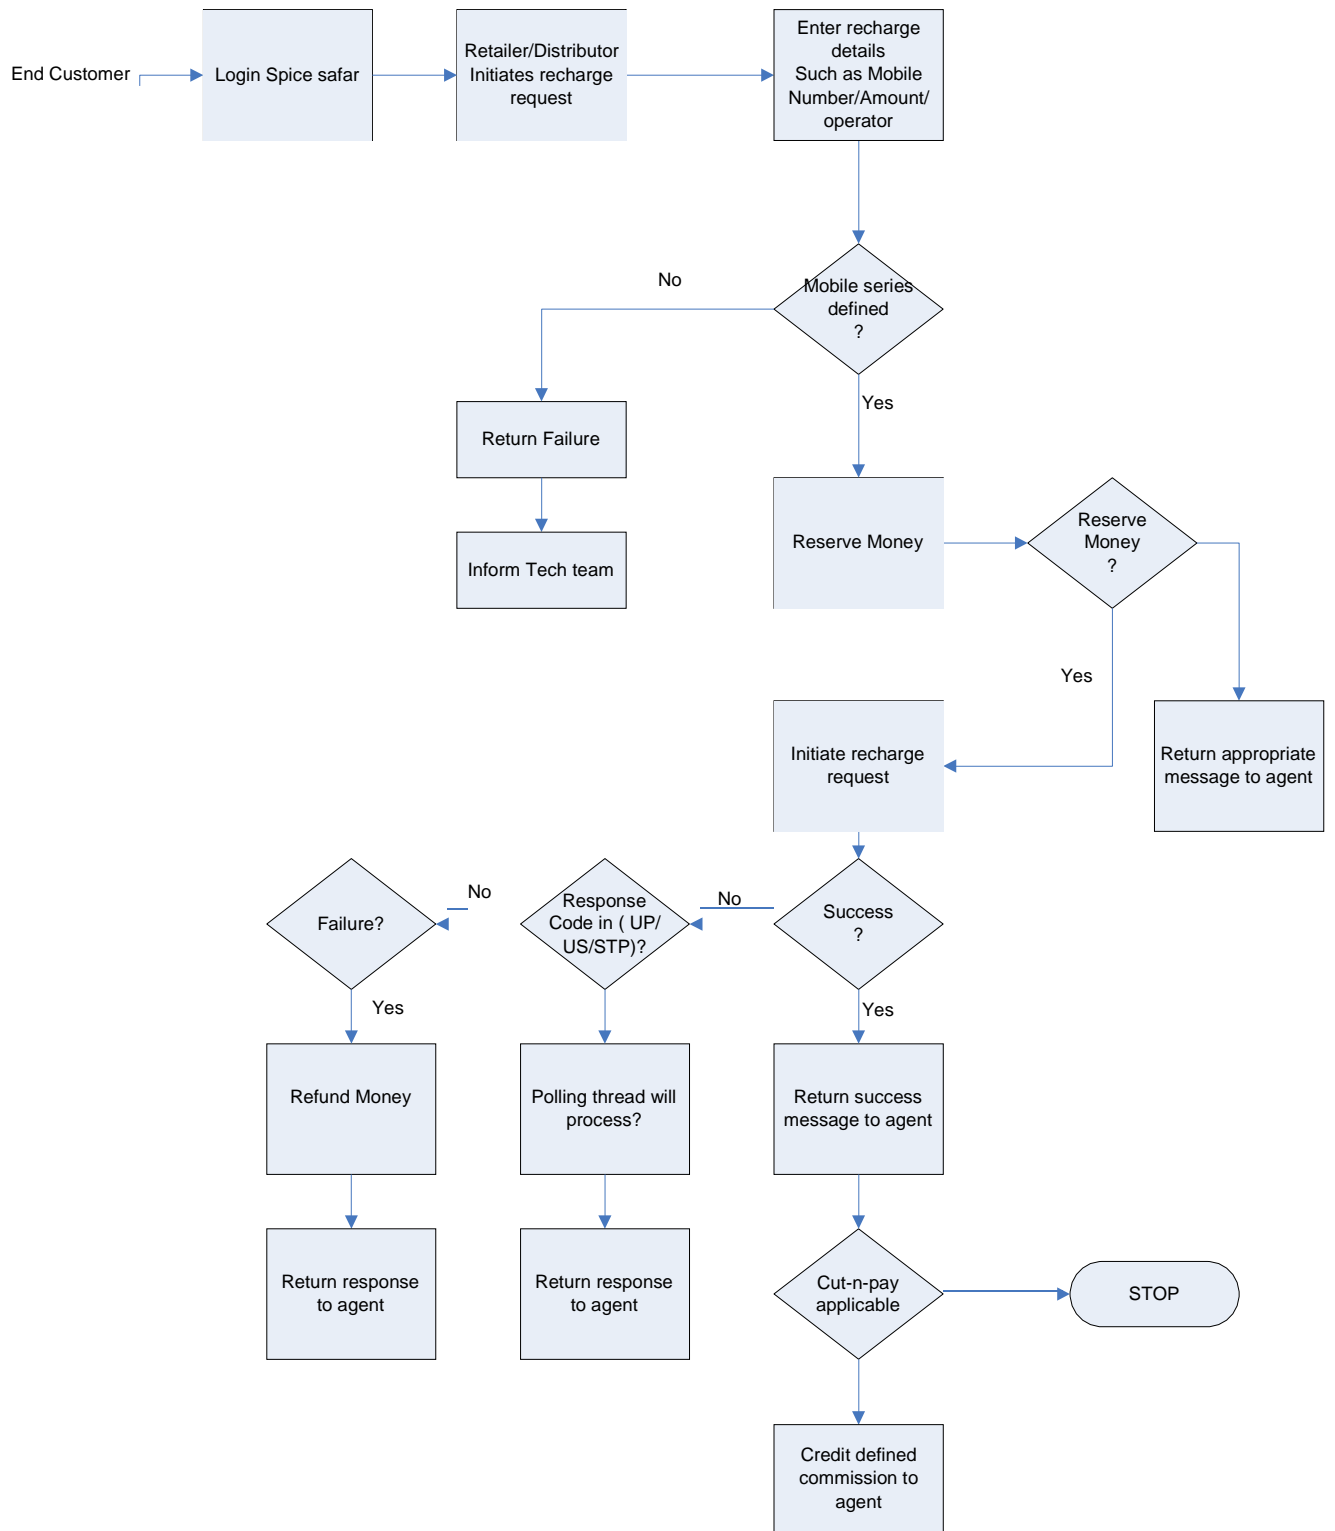 End Customer
Login Spice safar
Retailer/Distributor
Initiates recharge
request
Enter recharge
details
Such as Mobile
Number/Amount/
operator
No
Mobile series
defined
?
Yes
Return Failure
Inform Tech team
Reserve Money
Reserve
Money
?
Yes
Return appropriate
message to agent
Initiate recharge
request
Failure?
No
Response
Code in ( UP/
US/STP)?
No
Success
?
Yes
Yes
Refund Money
Polling thread will
process?
Return success
message to agent
Return response
to agent
Return response
to agent
Cut-n-pay
applicable
STOP
Credit defined
commission to
agent